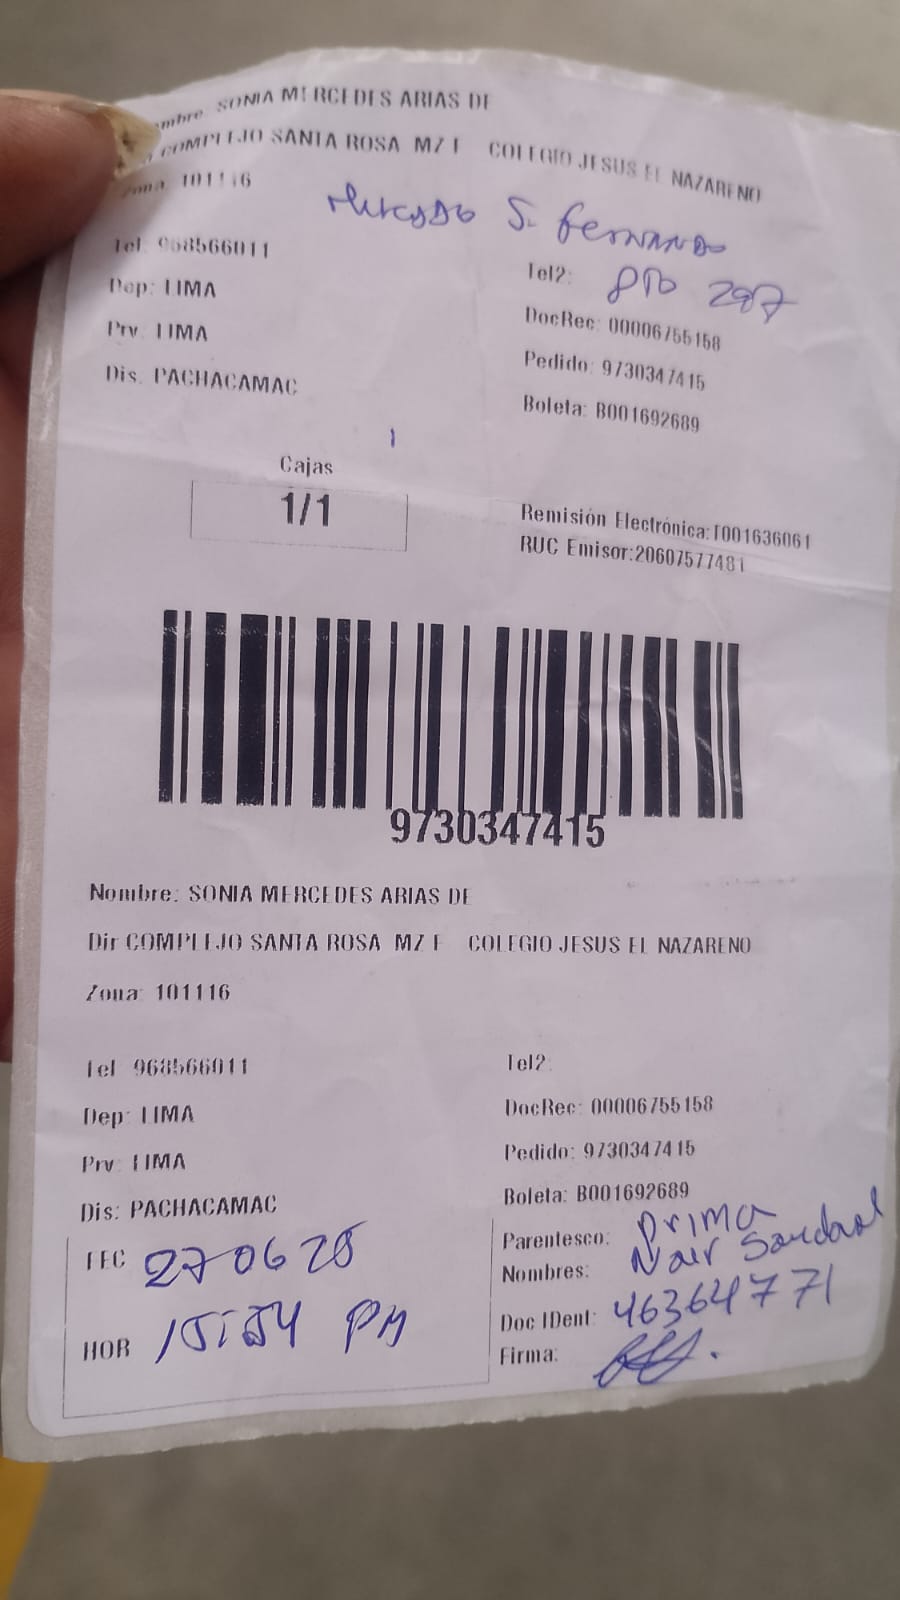 Nombre: SONIA MERCEDES ARIAS DE
COMPLEJO SANTA ROSA MZ F COLEGIO JESUS EL NAZARENO
Zona: 101116
Mercado S. Fernando
Tel: 968566011
Tel2: PTO 297
Dep: LIMA
DocRec: 00006755158
Prv: LIMA
Pedido: 9730347415
Dis. PACHACAMAC
Boleta: B001692689
Cajas
1/1
Remisión Electrónica:T001636061
RUC Emisor:20607577481
9730347415
Nombre: SONIA MERCEDES ARIAS DE
Dir COMPLEJO SANTA ROSA MZ F COLEGIO JESUS EL NAZARENO
Zona: 101116
Tel 968566011
Tel2:
Dep: LIMA
DocRec: 00006755158
Prv: LIMA
Pedido: 9730347415
Dis: PACHACAMAC
Boleta: B001692689
FEC 270625
Parentesco: prima
Nombres: Nair Sandoval
HOR 15:54 PM
Doc IDent: 46364771
Firma: